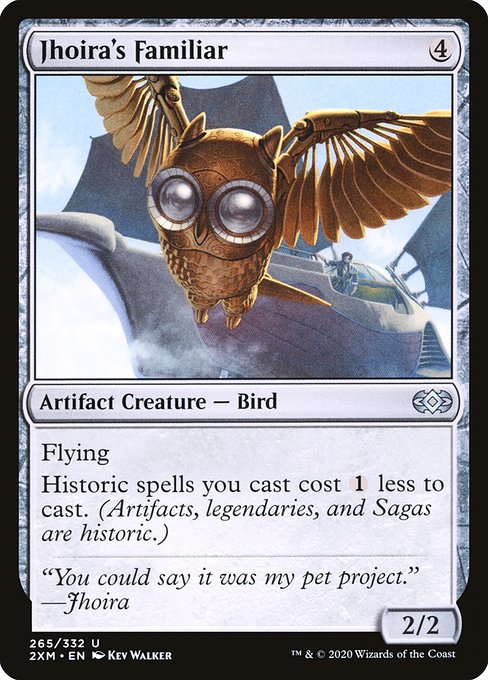 Jhoira's Familiar 4
Artifact Creature — Bird
Flying
Historic spells you cast cost 1 less to
cast. (Artifacts, legendaries, and Sagas
are historic.)
“You could say it was my pet project.”
—Jhoira
2/2
265/332 U
2XM • EN Kev Walker
™ & © 2020 Wizards of the Coast